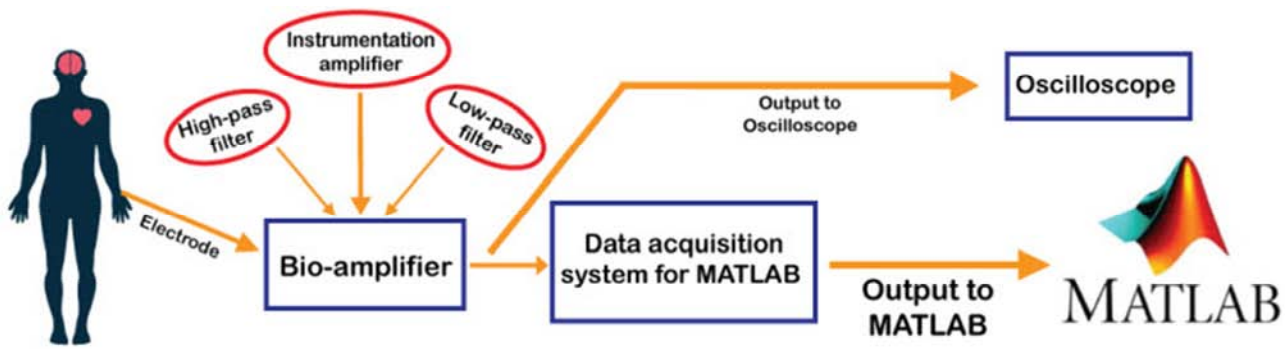 Instrumentation
amplifier
High-pass
filter
Low-pass
filter
Electrode
Bio-amplifier
Output to
Oscilloscope
Oscilloscope
Data acquisition
system for MATLAB
Output to
MATLAB
MATLAB